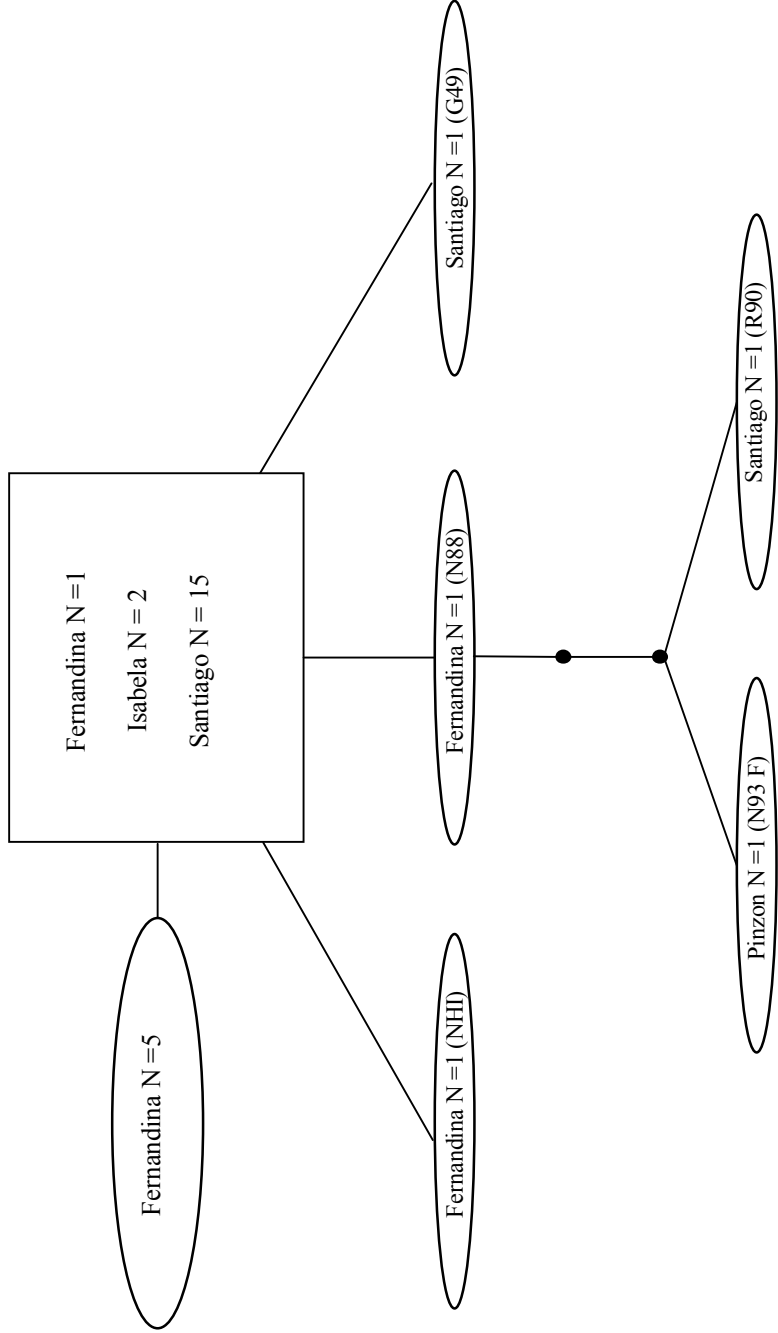 Fernandina N =5
Fernandina N =1
Isabela N = 2
Santiago N = 15
Fernandina N =1 (NHI)
Fernandina N =1 (N88)
Santiago N =1 (G49)
Pinzon N =1 (N93 F)
Santiago N =1 (R90)